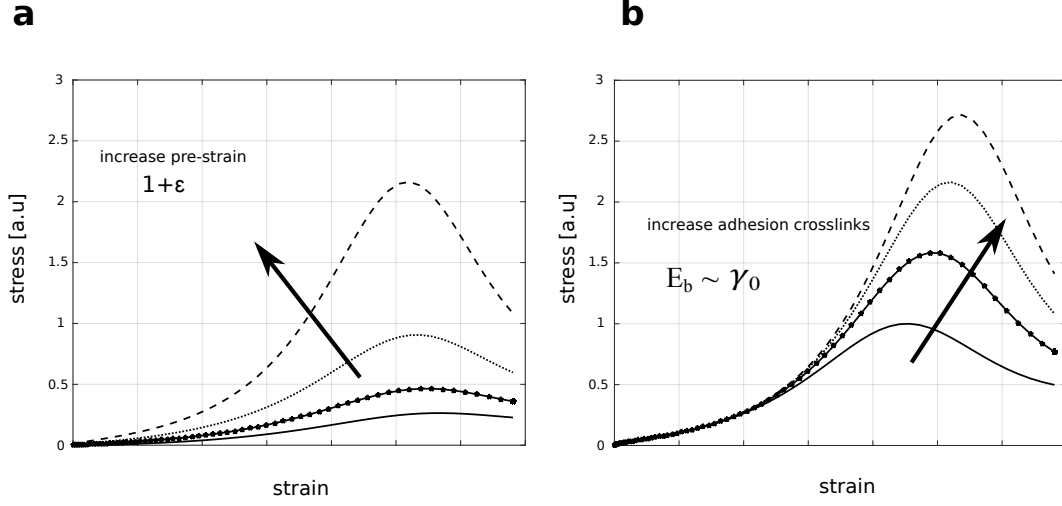 a
3
2.5
2
1.5
1
0.5
0
increase pre-strain
1+ε
stress [a.u]
strain
b
3
2.5
2
1.5
1
0.5
0
increase adhesion crosslinks
E_b ~ γ_0
stress [a.u]
strain